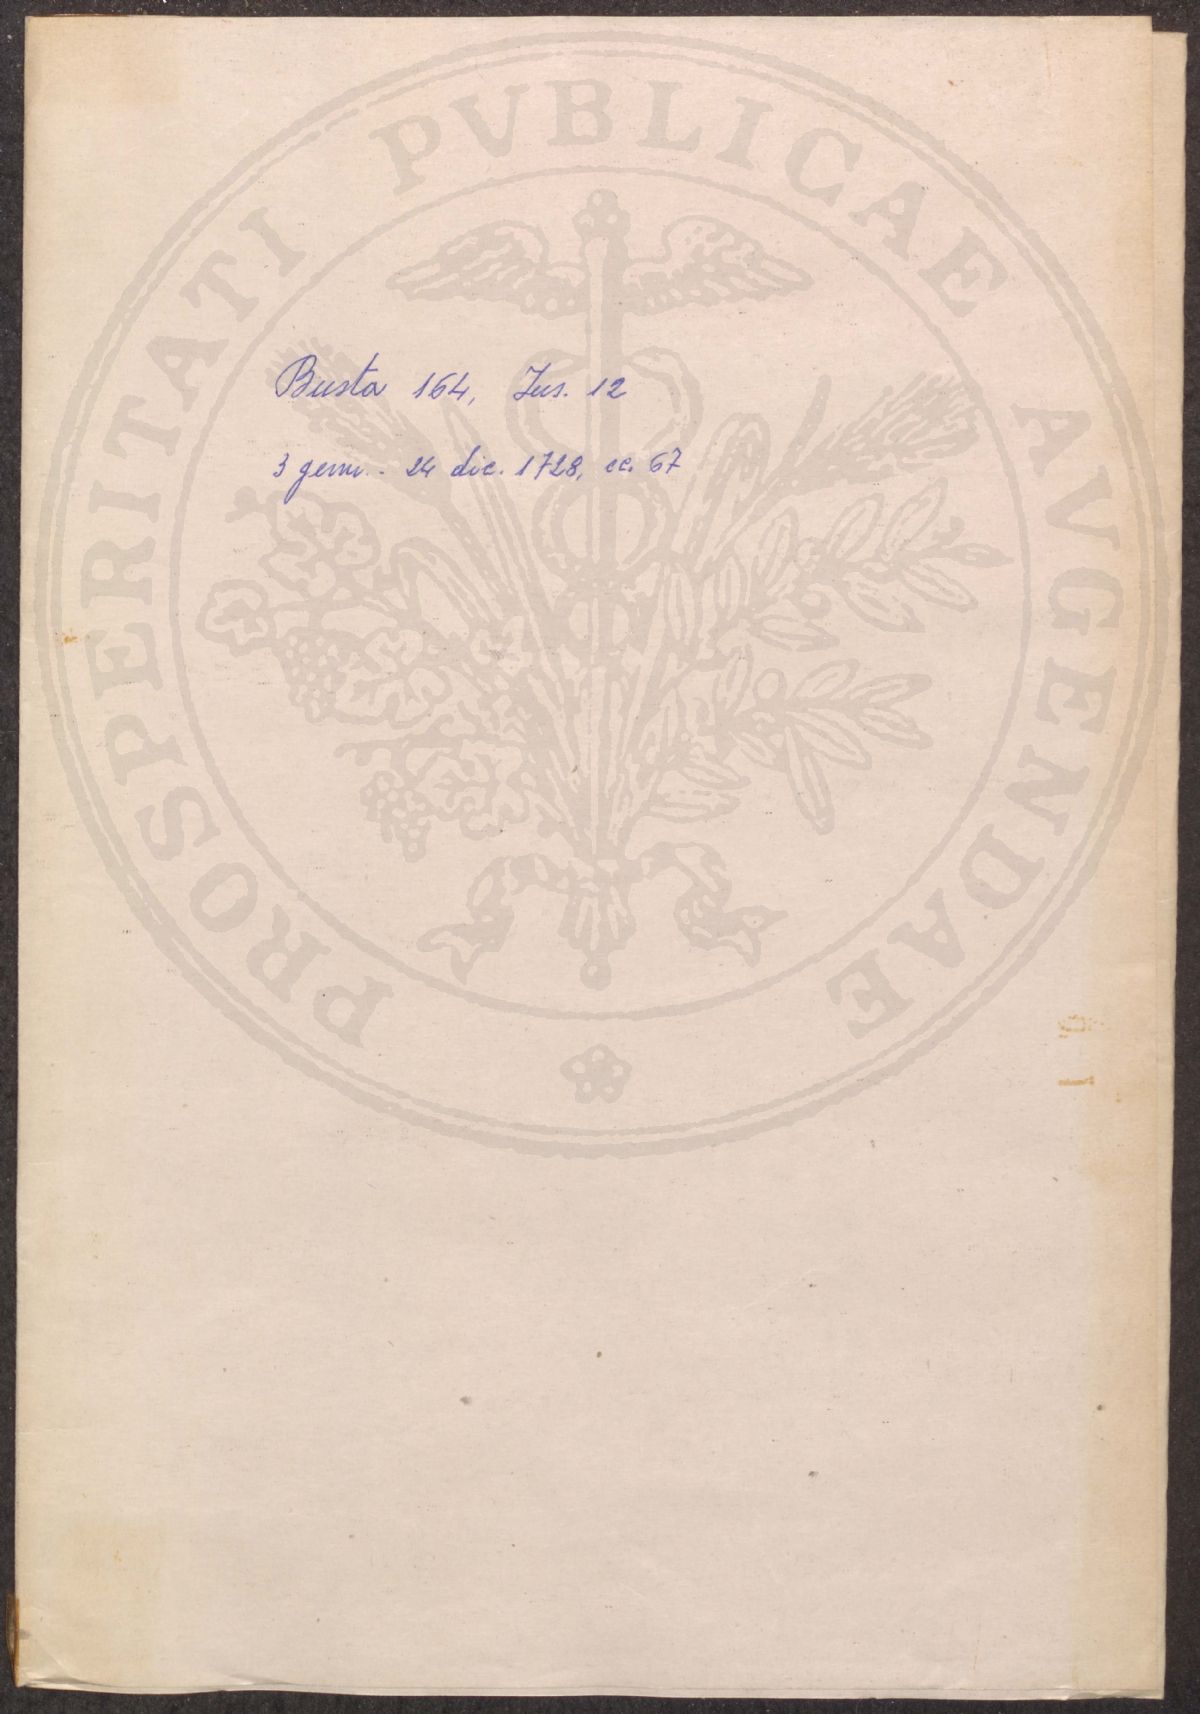 PROSPERITATI PVBLICAE AVGENDAE
Busta 164, Ins. 12
3 genn. - 24 dic. 1728, cc. 67